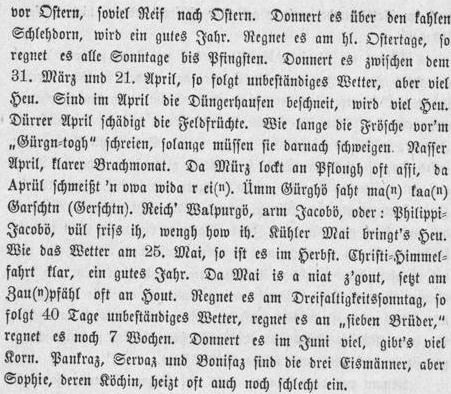 vor Ostern, soviel Reif nach Ostern. Donnert es über den kahlen
Schlehdorn, wird ein gutes Jahr. Regnet es am hl. Ostertage, so
regnet es alle Sonntage bis Pfingsten. Donnert es zwischen dem
31. März und 21. April, so folgt unbeständiges Wetter, aber viel
Heu. Sind im April die Düngerhaufen beschneit, wird viel Heu.
Dürrer April schädigt die Feldfrüchte. Wie lange die Frösche vor'm
„Gürgn-togh" schreien, solange müssen sie darnach schweigen. Nasser
April, klarer Brachmonat. Da Mürz lockt an Pflough oft assi, da
Aprül schmeißt 'n owa wida r ei(n). Ümm Gürghö saht ma(n) kaa(n)
Garschtn (Gerschtn). Reich' Walpurgö, arm Jacobö, oder: Philippi-
Jacobö, vül friss ih, wengh how ih. Kühler Mai bringt's Heu.
Wie das Wetter am 25. Mai, so ist es im Herbst. Christi-Himmel-
fahrt klar, ein gutes Jahr. Da Mai is a niat z'gout, setzt am
Zau(n)pfähl oft an Hout. Regnet es am Dreifaltigkeitssonntag, so
folgt 40 Tage unbeständiges Wetter, regnet es an „sieben Brüder,"
regnet es noch 7 Wochen. Donnert es im Juni viel, gibt's viel
Korn. Pankraz, Servaz und Bonifaz sind die drei Eismänner, aber
Sophie, deren Köchin, heizt oft auch noch schlecht ein.